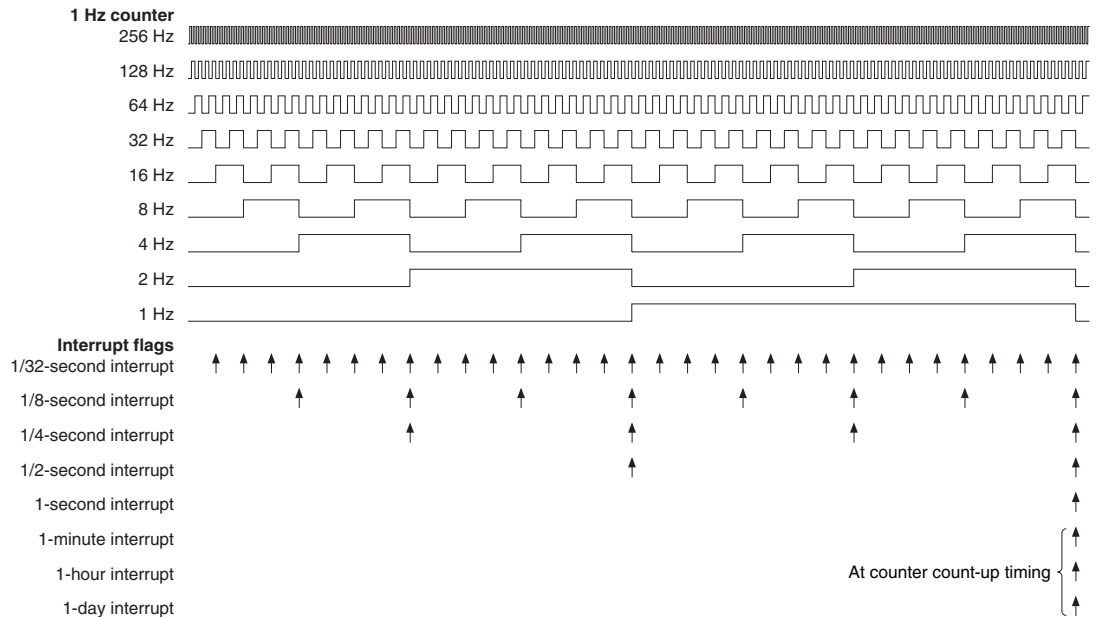 1 Hz counter
256 Hz
128 Hz
64 Hz
32 Hz
16 Hz
8 Hz
4 Hz
2 Hz
1 Hz
Interrupt flags
1/32-second interrupt
1/8-second interrupt
1/4-second interrupt
1/2-second interrupt
1-second interrupt
1-minute interrupt
1-hour interrupt
At counter count-up timing
1-day interrupt